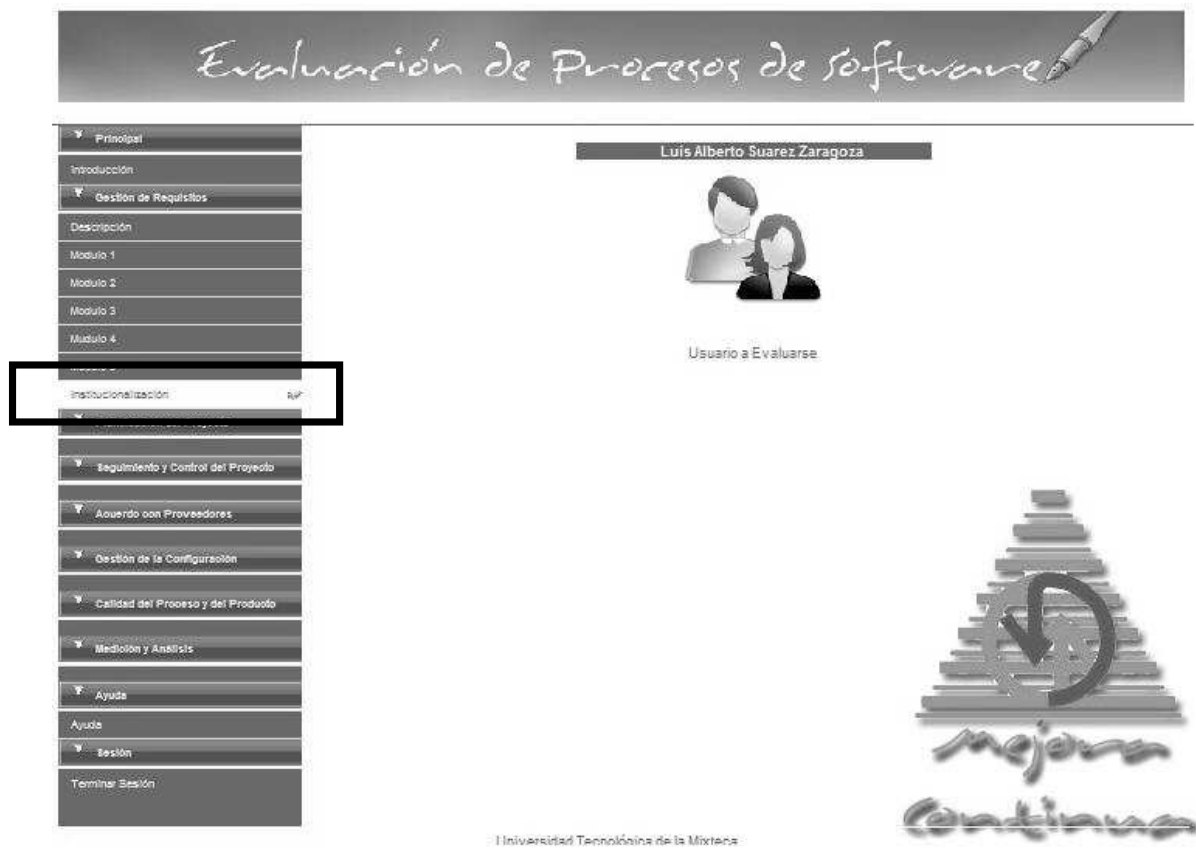 Evaluación de Procesos de Software
Principal
Introducción
Gestión de Requisitos
Descripción
Modulo 1
Modulo 2
Modulo 3
Mudulo 4
Institucionalización
Seguimiento y Control del Proyecto
Acuerdo con Proveedores
Gestión de la Configuración
Calidad del Proceso y del Producto
Medición y Análisis
Ayuda
Ayuda
Sesión
Terminar Sesión
Luis Alberto Suarez Zaragoza
Usuario a Evaluarse
Mejora
Continua
Universidad Tecnológica de la Mixteca